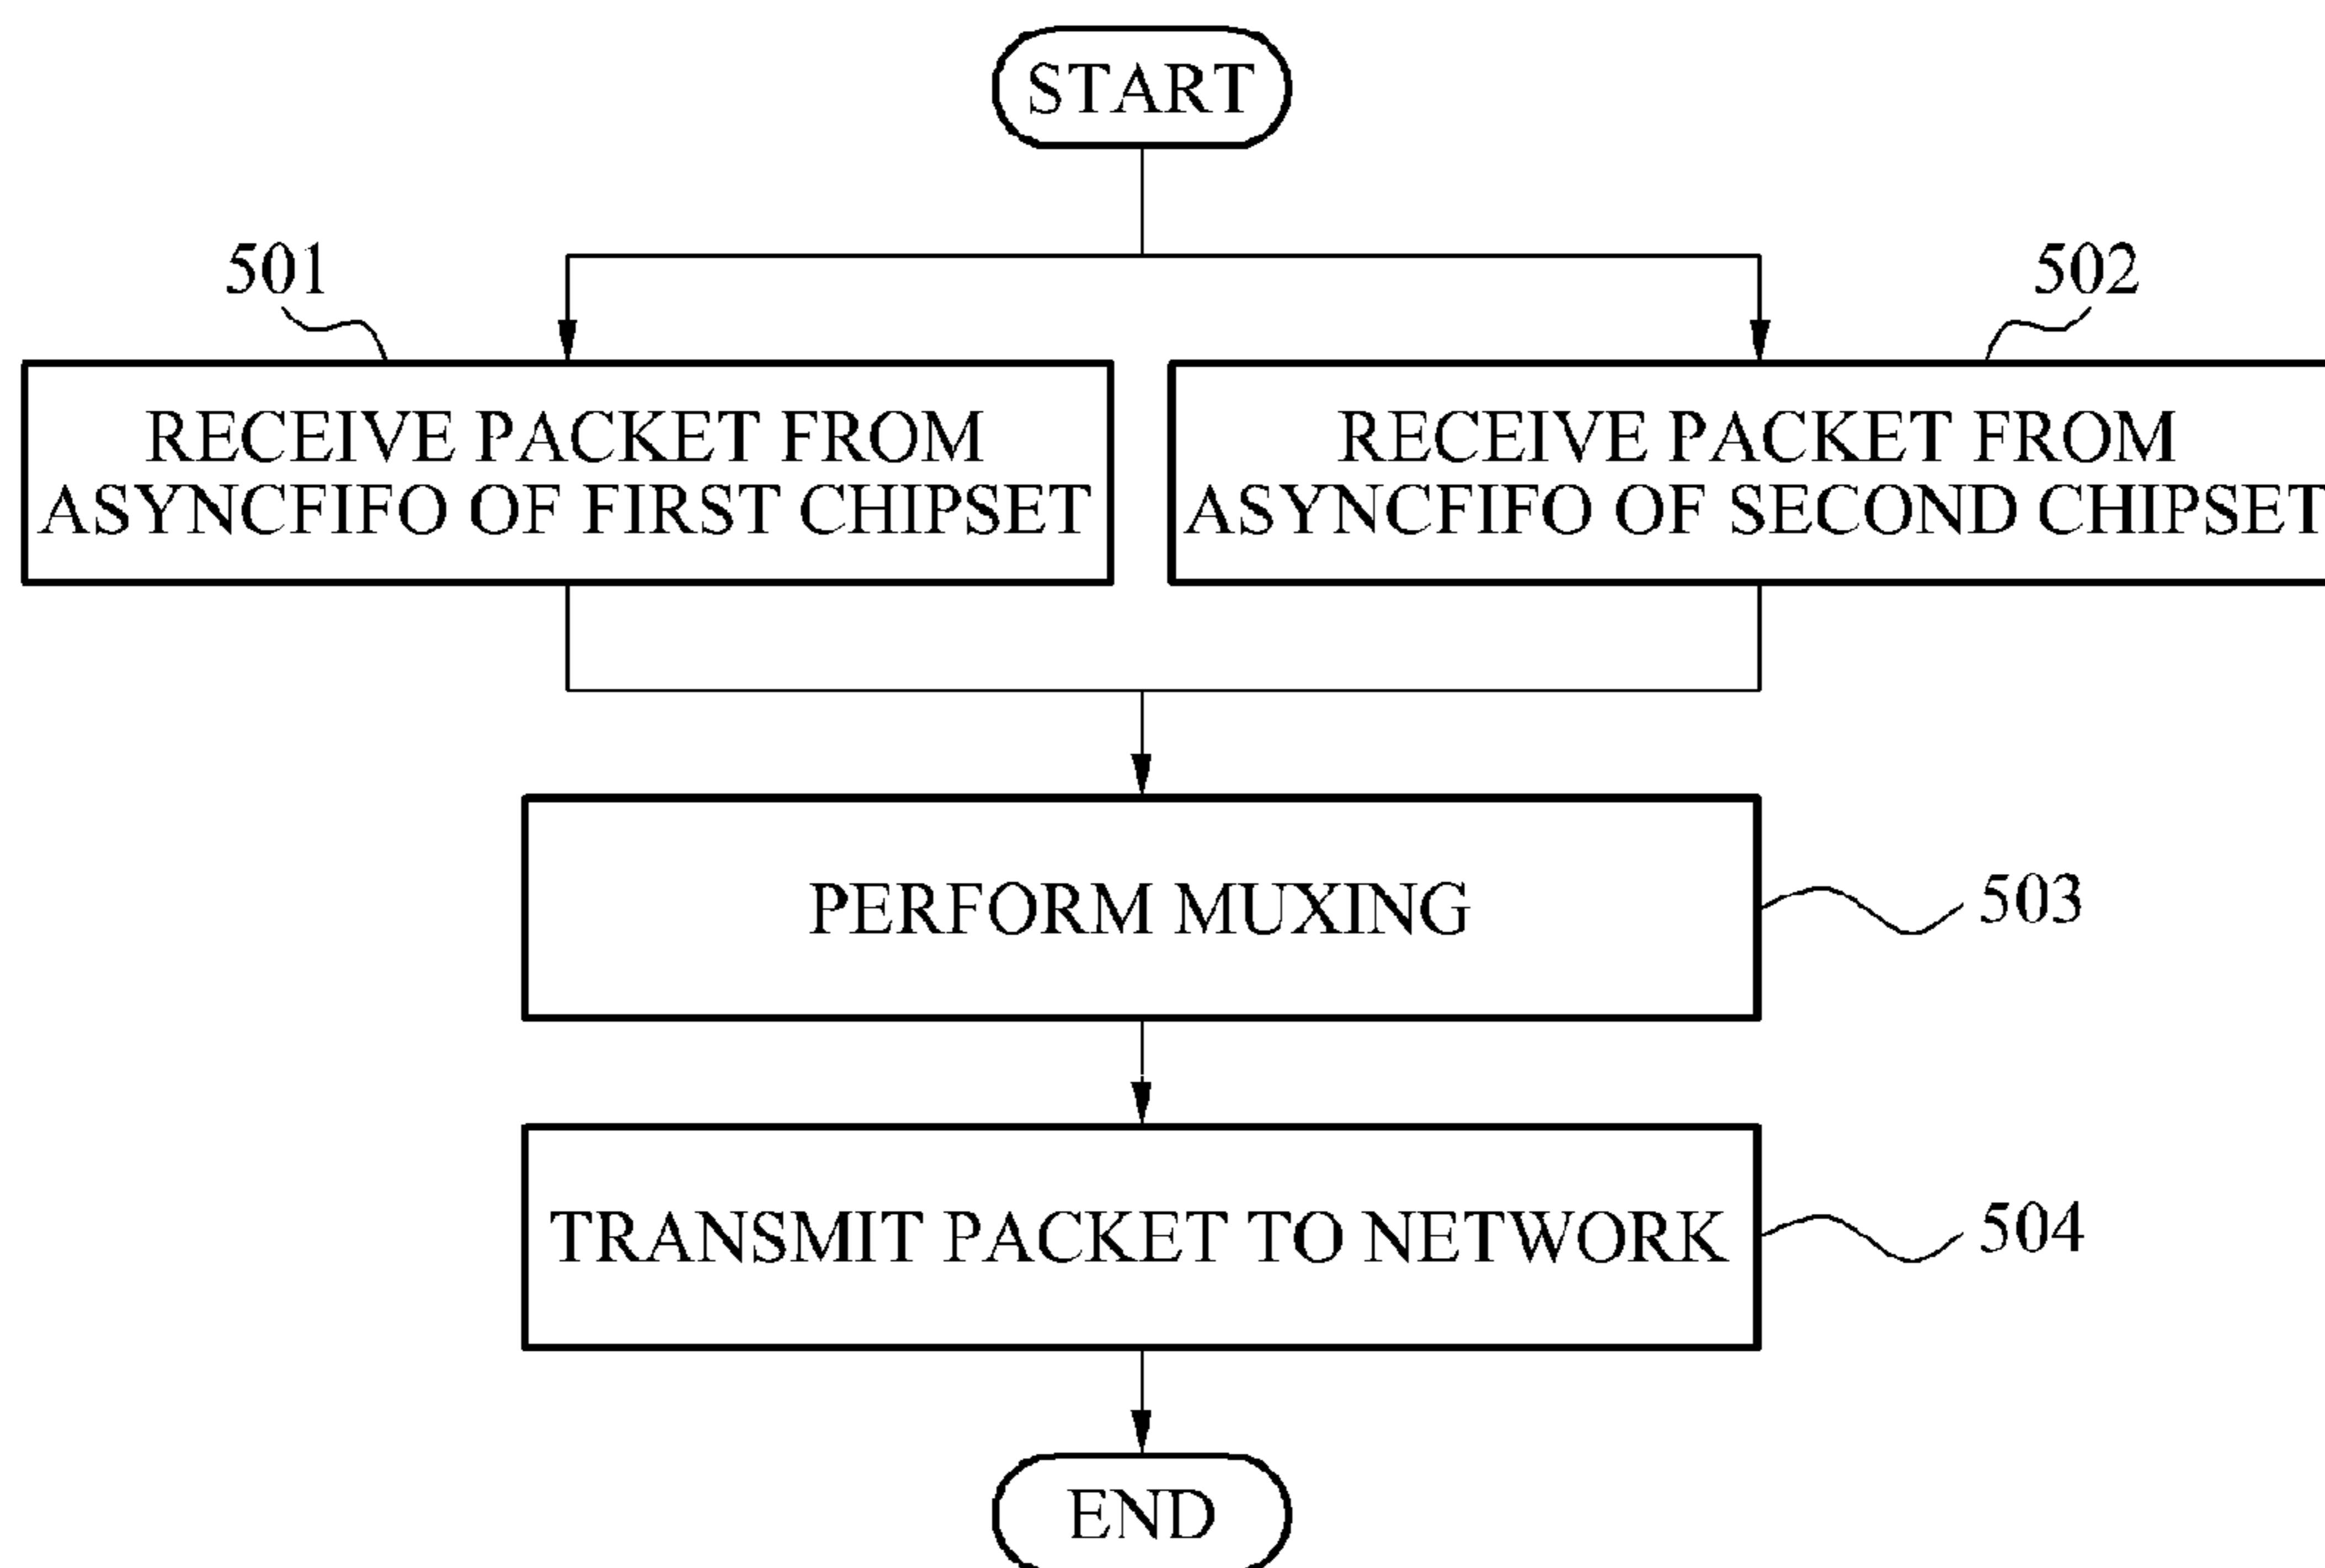 START
501
502
RECEIVE PACKET FROM
ASYNCFIFO OF FIRST CHIPSET
RECEIVE PACKET FROM
ASYNCFIFO OF SECOND CHIPSET
PERFORM MUXING
503
TRANSMIT PACKET TO NETWORK
504
END